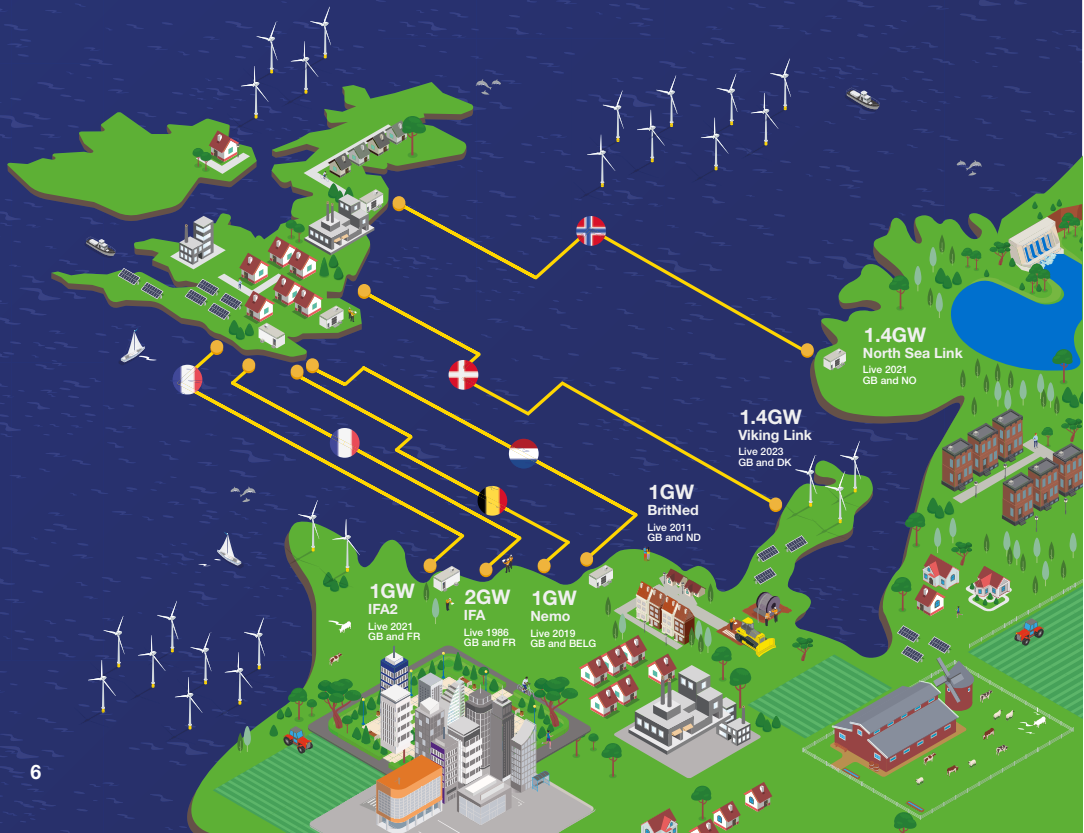 1.4GW
North Sea Link
Live 2021
GB and NO
1.4GW
Viking Link
Live 2023
GB and DK
1GW
BritNed
Live 2011
GB and ND
1GW
IFA2
Live 2021
GB and FR
2GW
IFA
Live 1986
GB and FR
1GW
Nemo
Live 2019
GB and BELG
6